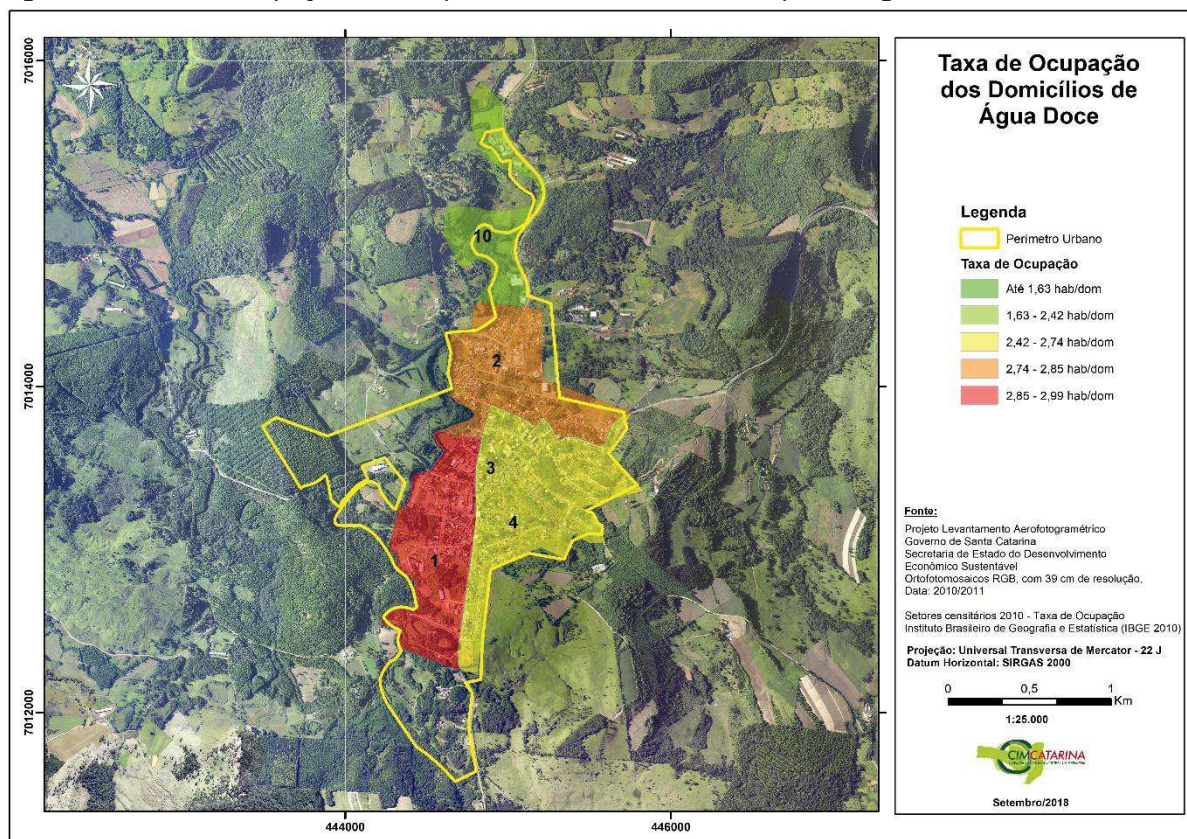 7016000
7014000
7012000
444000
446000
10
2
3
4
1
Taxa de Ocupação
dos Domicílios de
Água Doce
Legenda
Perímetro Urbano
Taxa de Ocupação
Até 1,63 hab/dom
1,63 - 2,42 hab/dom
2,42 - 2,74 hab/dom
2,74 - 2,85 hab/dom
2,85 - 2,99 hab/dom
Fonte:
Projeto Levantamento Aerofotogramétrico
Governo de Santa Catarina
Secretaria de Estado do Desenvolvimento
Econômico Sustentável
Ortofotomosaicos RGB, com 39 cm de resolução,
Data: 2010/2011
Setores censitários 2010 - Taxa de Ocupação
Instituto Brasileiro de Geografia e Estatística (IBGE 2010)
Projeção: Universal Transversa de Mercator - 22 J
Datum Horizontal: SIRGAS 2000
0 0,5 1
Km
1:25.000
CIMCATARINA
Setembro/2018